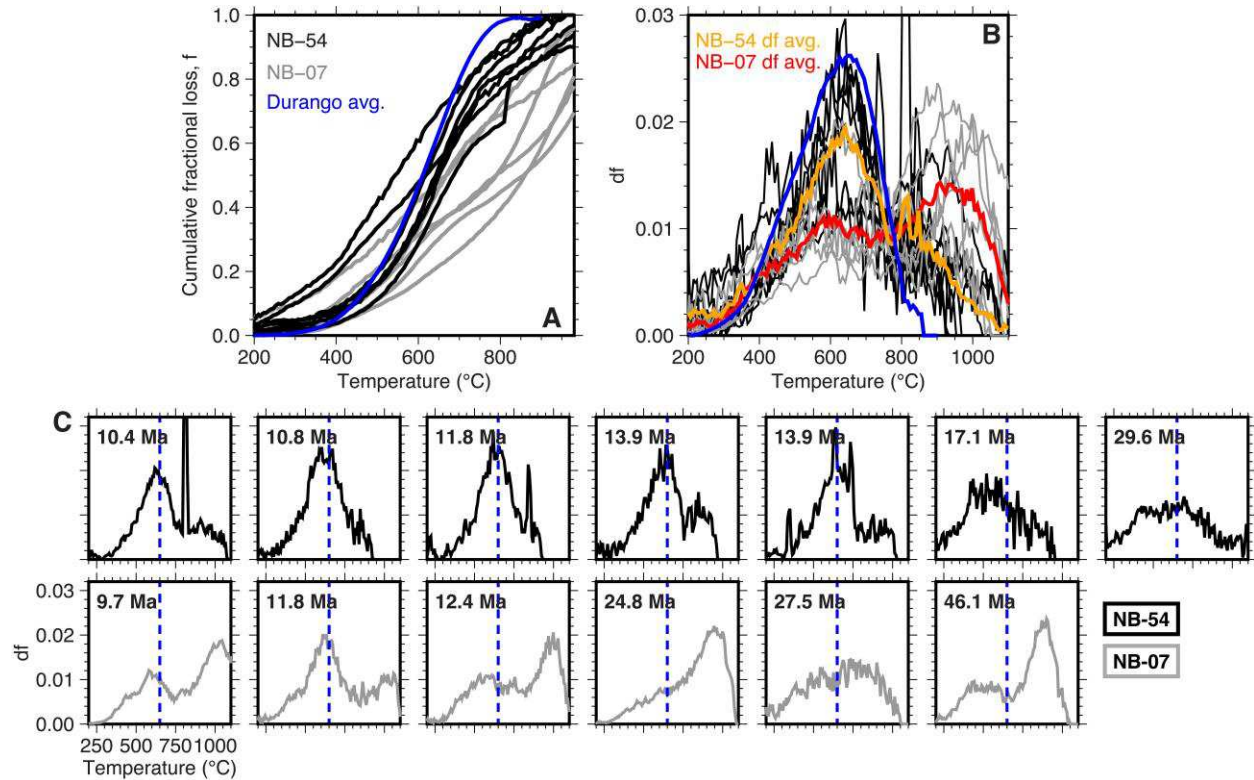 NB–54
NB–07
Durango avg.
Cumulative fractional loss, f
1.0
0.8
0.6
0.4
0.2
0.0
200 400 600 800
Temperature (°C)
A
NB–54 df avg.
NB–07 df avg.
B
df
0.03
0.02
0.01
0.00
200 400 600 800 1000
Temperature (°C)
C
10.4 Ma 10.8 Ma 11.8 Ma 13.9 Ma 13.9 Ma 17.1 Ma 29.6 Ma
9.7 Ma 11.8 Ma 12.4 Ma 24.8 Ma 27.5 Ma 46.1 Ma
df
0.03
0.02
0.01
0.00
250 500 750 1000
Temperature (°C)
NB-54
NB-07